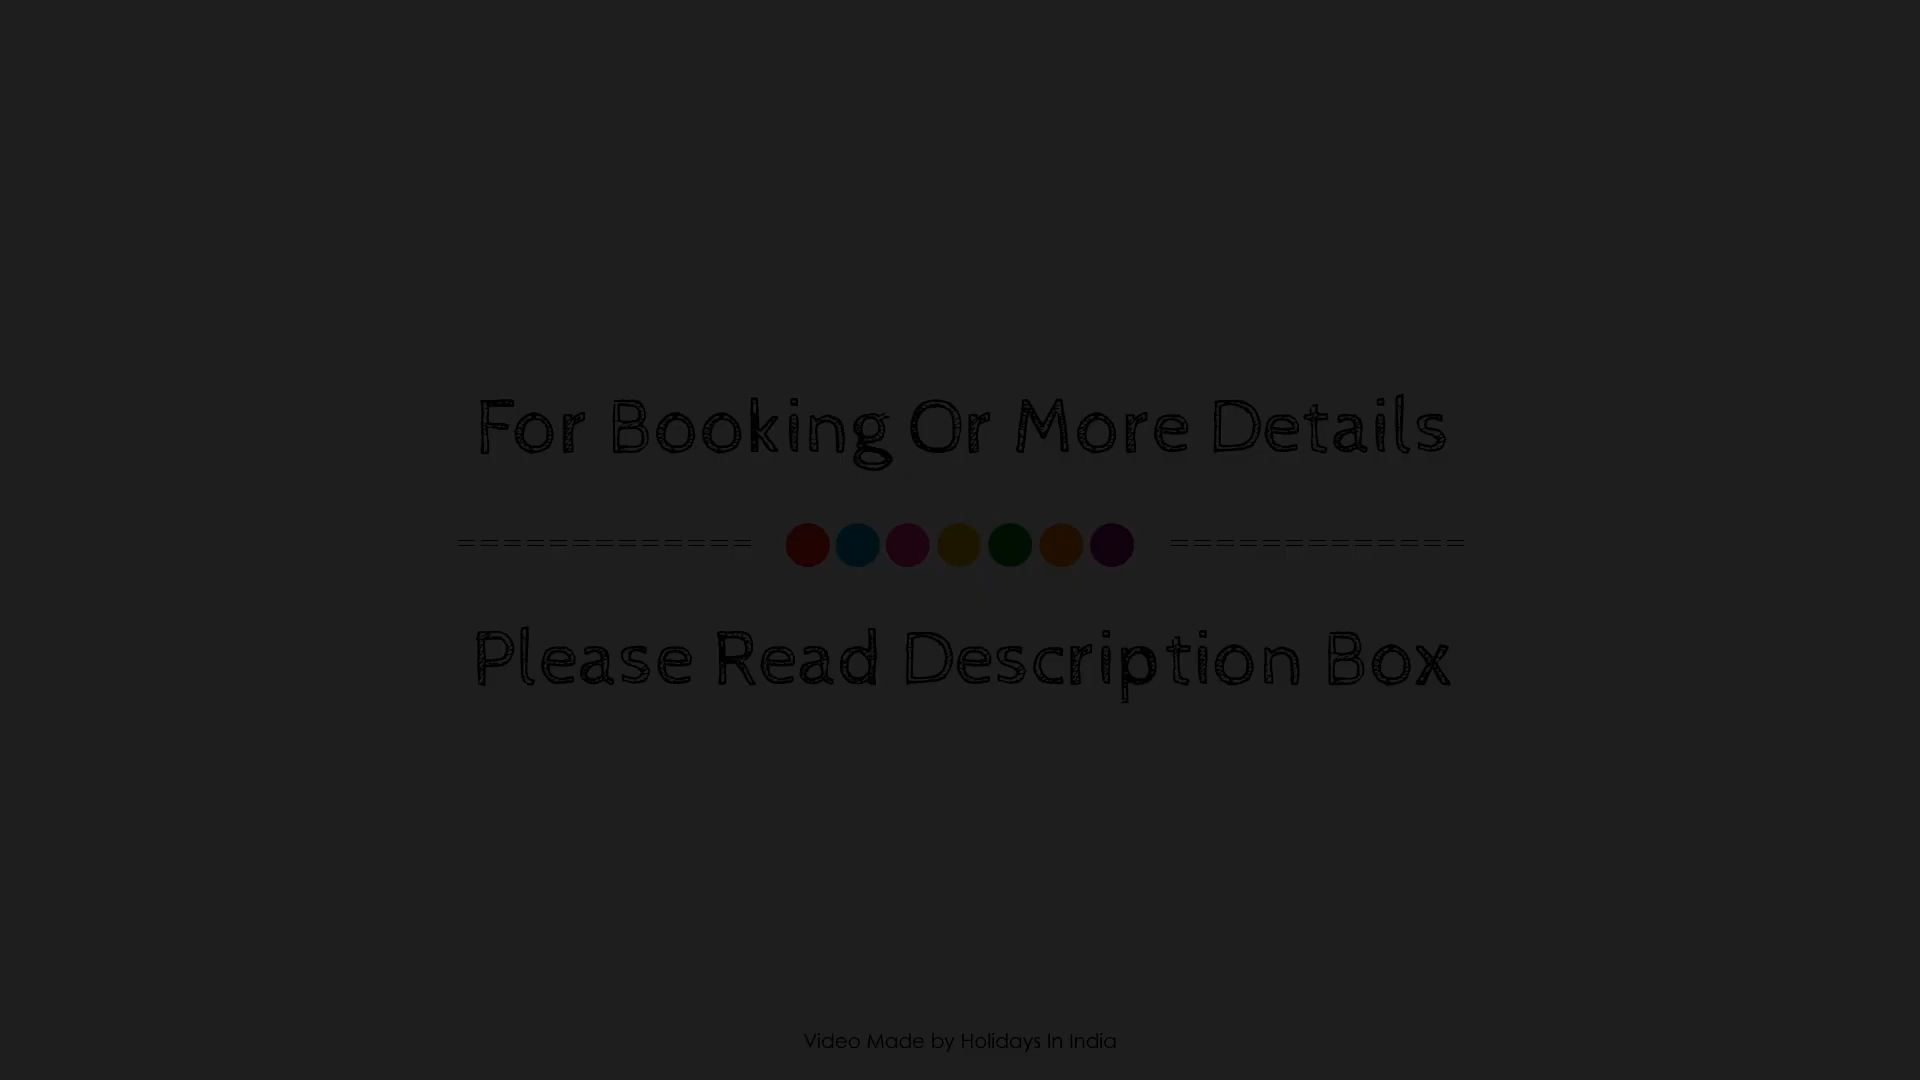 For Booking Or More Details
============= =============
Please Read Description Box
Video Made by Holidays In India